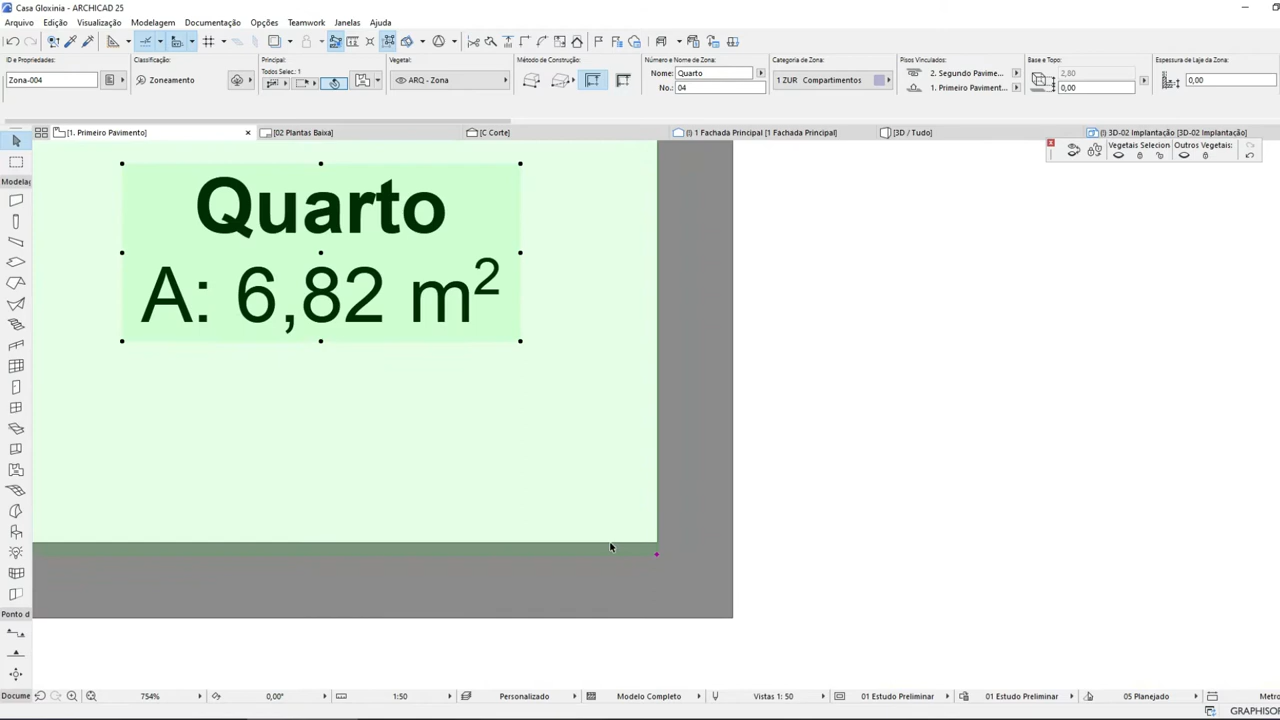 Casa Gloxinia - ARCHICAD 25
Arquivo Edição Visualização Modelagem Documentação Opções Teamwork Janelas Ajuda
ID e Propriedades: Classificação: Principal: Vegetal: Método de Construção: Número e Nome de Zona: Categoria de Zona: Pisos Vinculados: Base e Topo: Espessura de Laje da Zona:
Todos Selec.: 1
Zona-004 Zoneamento ARQ - Zona Nome: Quarto 1 ZUR Compartimentos 2. Segundo Pavime... 2,80 0,00
No.: 04 1. Primeiro Paviment... 0,00
[1. Primeiro Pavimento] [02 Plantas Baixa] [C Corte] (!) 1 Fachada Principal [1 Fachada Principal] [3D / Tudo] (!) 3D-02 Implantação [3D-02 Implantação]
Vegetais Selecion Outros Vegetais:
Modelag
Quarto
A: 6,82 m2
Ponto d
Docume 754% 0,00° 1:50 Personalizado Modelo Completo Vistas 1: 50 01 Estudo Preliminar 01 Estudo Preliminar 05 Planejado Metro
GRAPHISOF